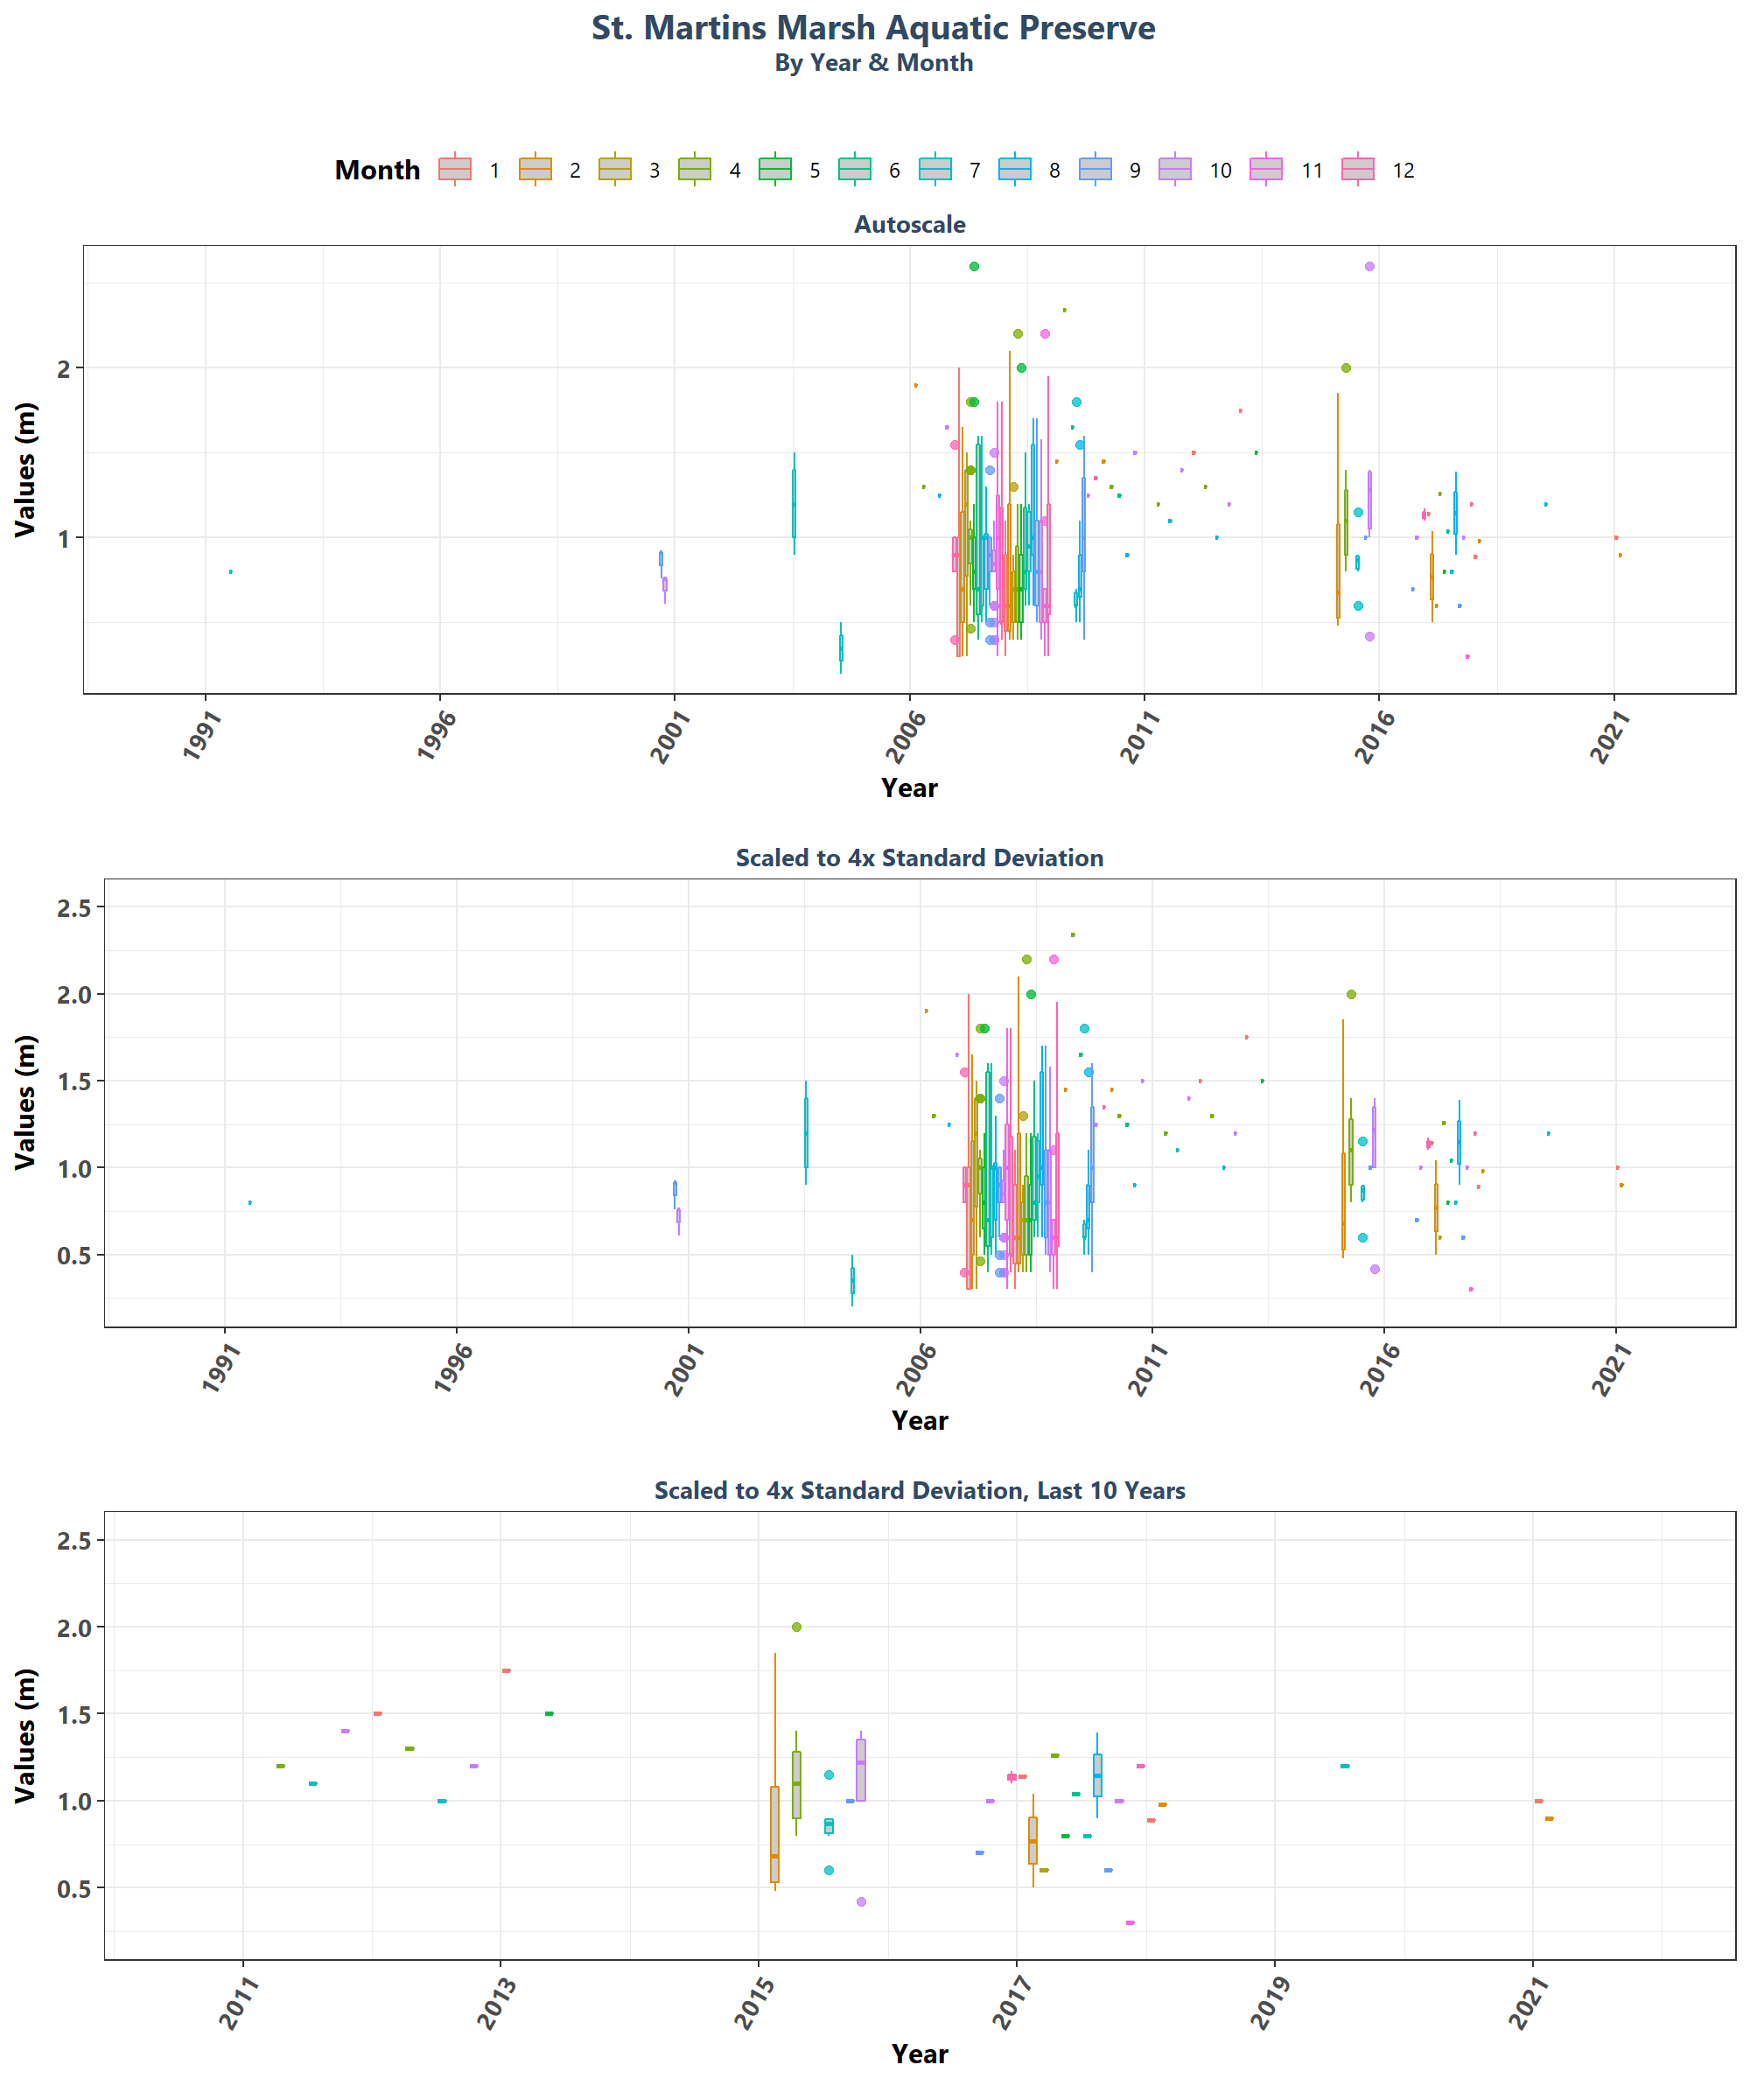 St. Martins Marsh Aquatic Preserve
By Year & Month
Month 1 2 3 4 5 6 7 8 9 10 11 12
Autoscale
Values (m)
2
1
1991 1996 2001 2006 2011 2016 2021
Year
Scaled to 4x Standard Deviation
Values (m)
2.5
2.0
1.5
1.0
0.5
1991 1996 2001 2006 2011 2016 2021
Year
Scaled to 4x Standard Deviation, Last 10 Years
Values (m)
2.5
2.0
1.5
1.0
0.5
2011 2013 2015 2017 2019 2021
Year